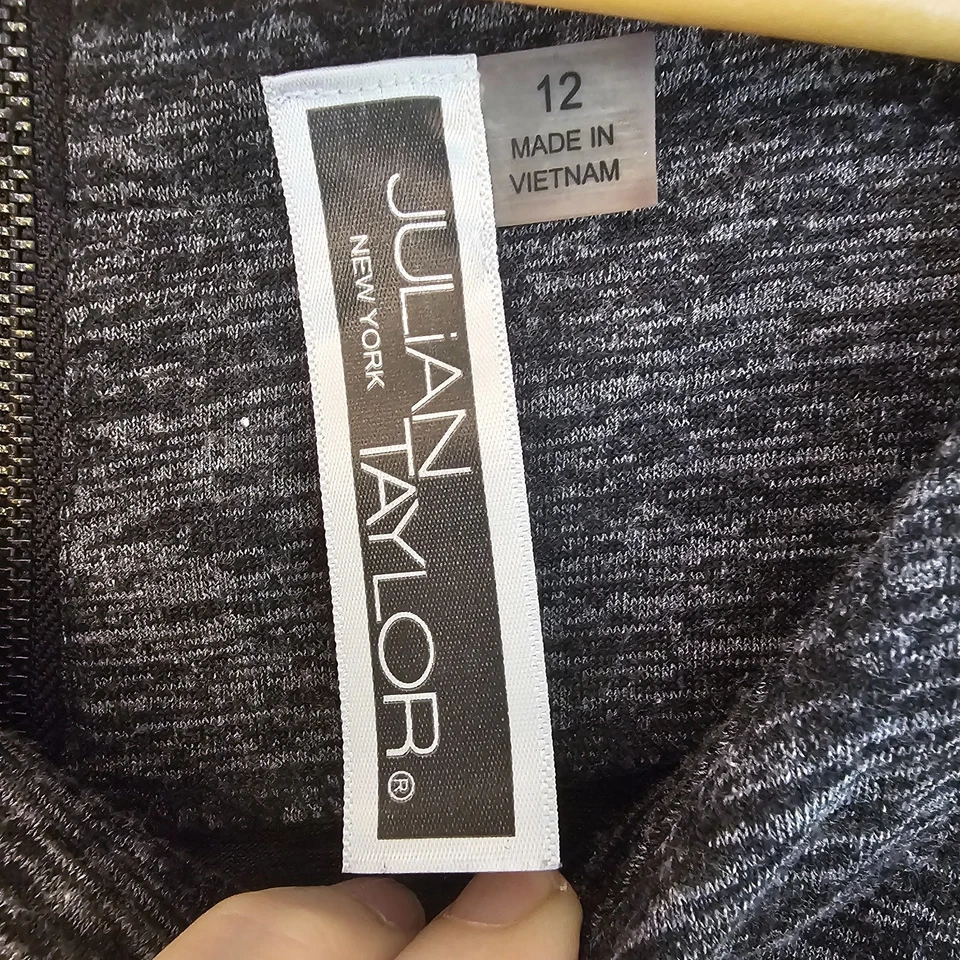 JULiAN
TAYLOR®
NEW YORK
12
MADE IN
VIETNAM